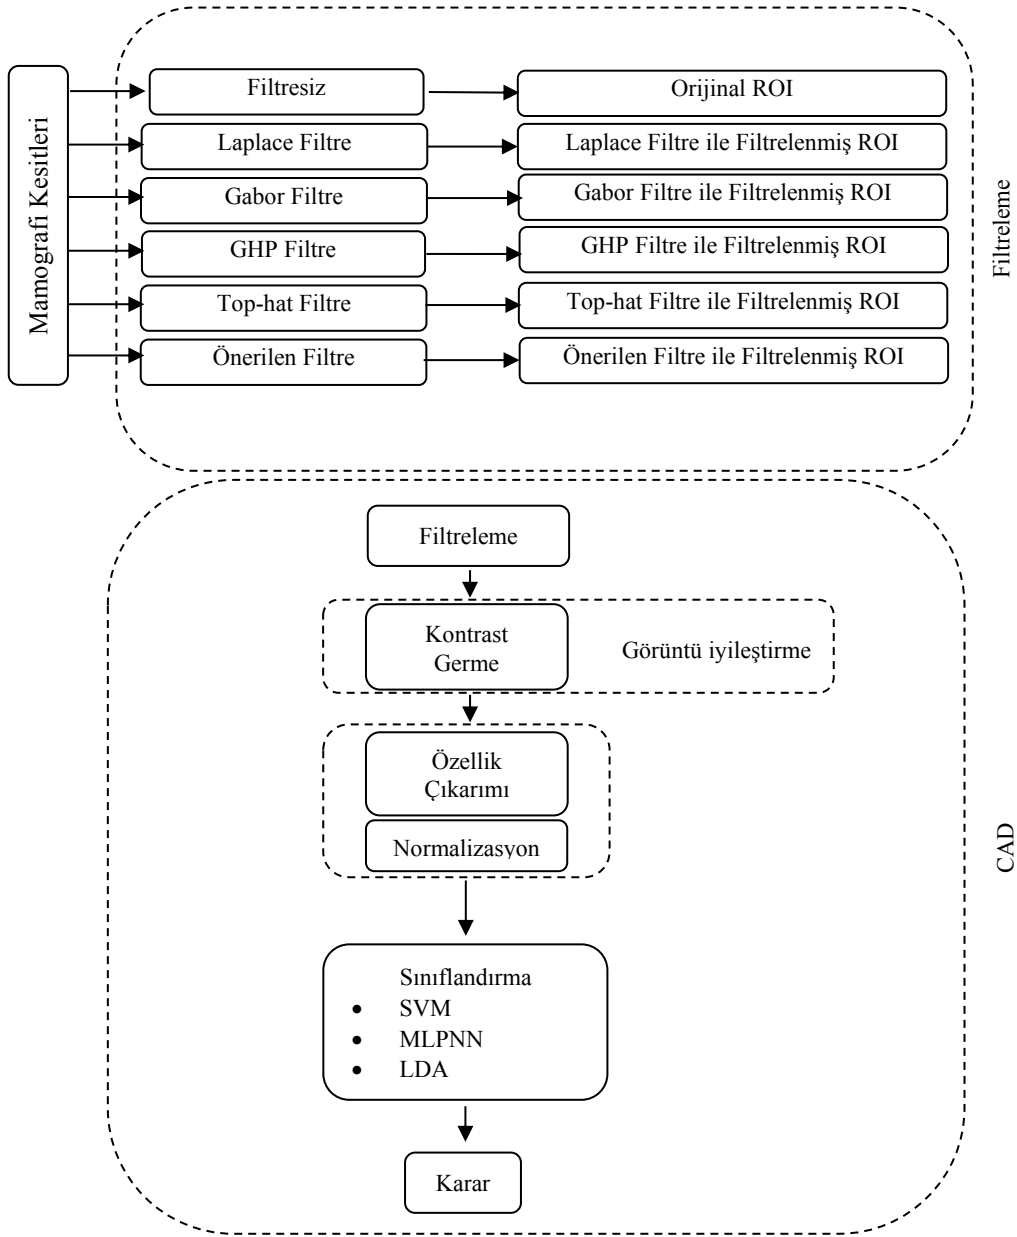 Mamografi Kesitleri
Filtresiz
Orijinal ROI
Laplace Filtre
Laplace Filtre ile Filtrelenmiş ROI
Gabor Filtre
Gabor Filtre ile Filtrelenmiş ROI
GHP Filtre
GHP Filtre ile Filtrelenmiş ROI
Top-hat Filtre
Top-hat Filtre ile Filtrelenmiş ROI
Önerilen Filtre
Önerilen Filtre ile Filtrelenmiş ROI
Filtreleme
Filtreleme
Kontrast
Germe
Görüntü iyileştirme
Özellik
Çıkarımı
Normalizasyon
CAD
Sınıflandırma
• SVM
• MLPNN
• LDA
Karar